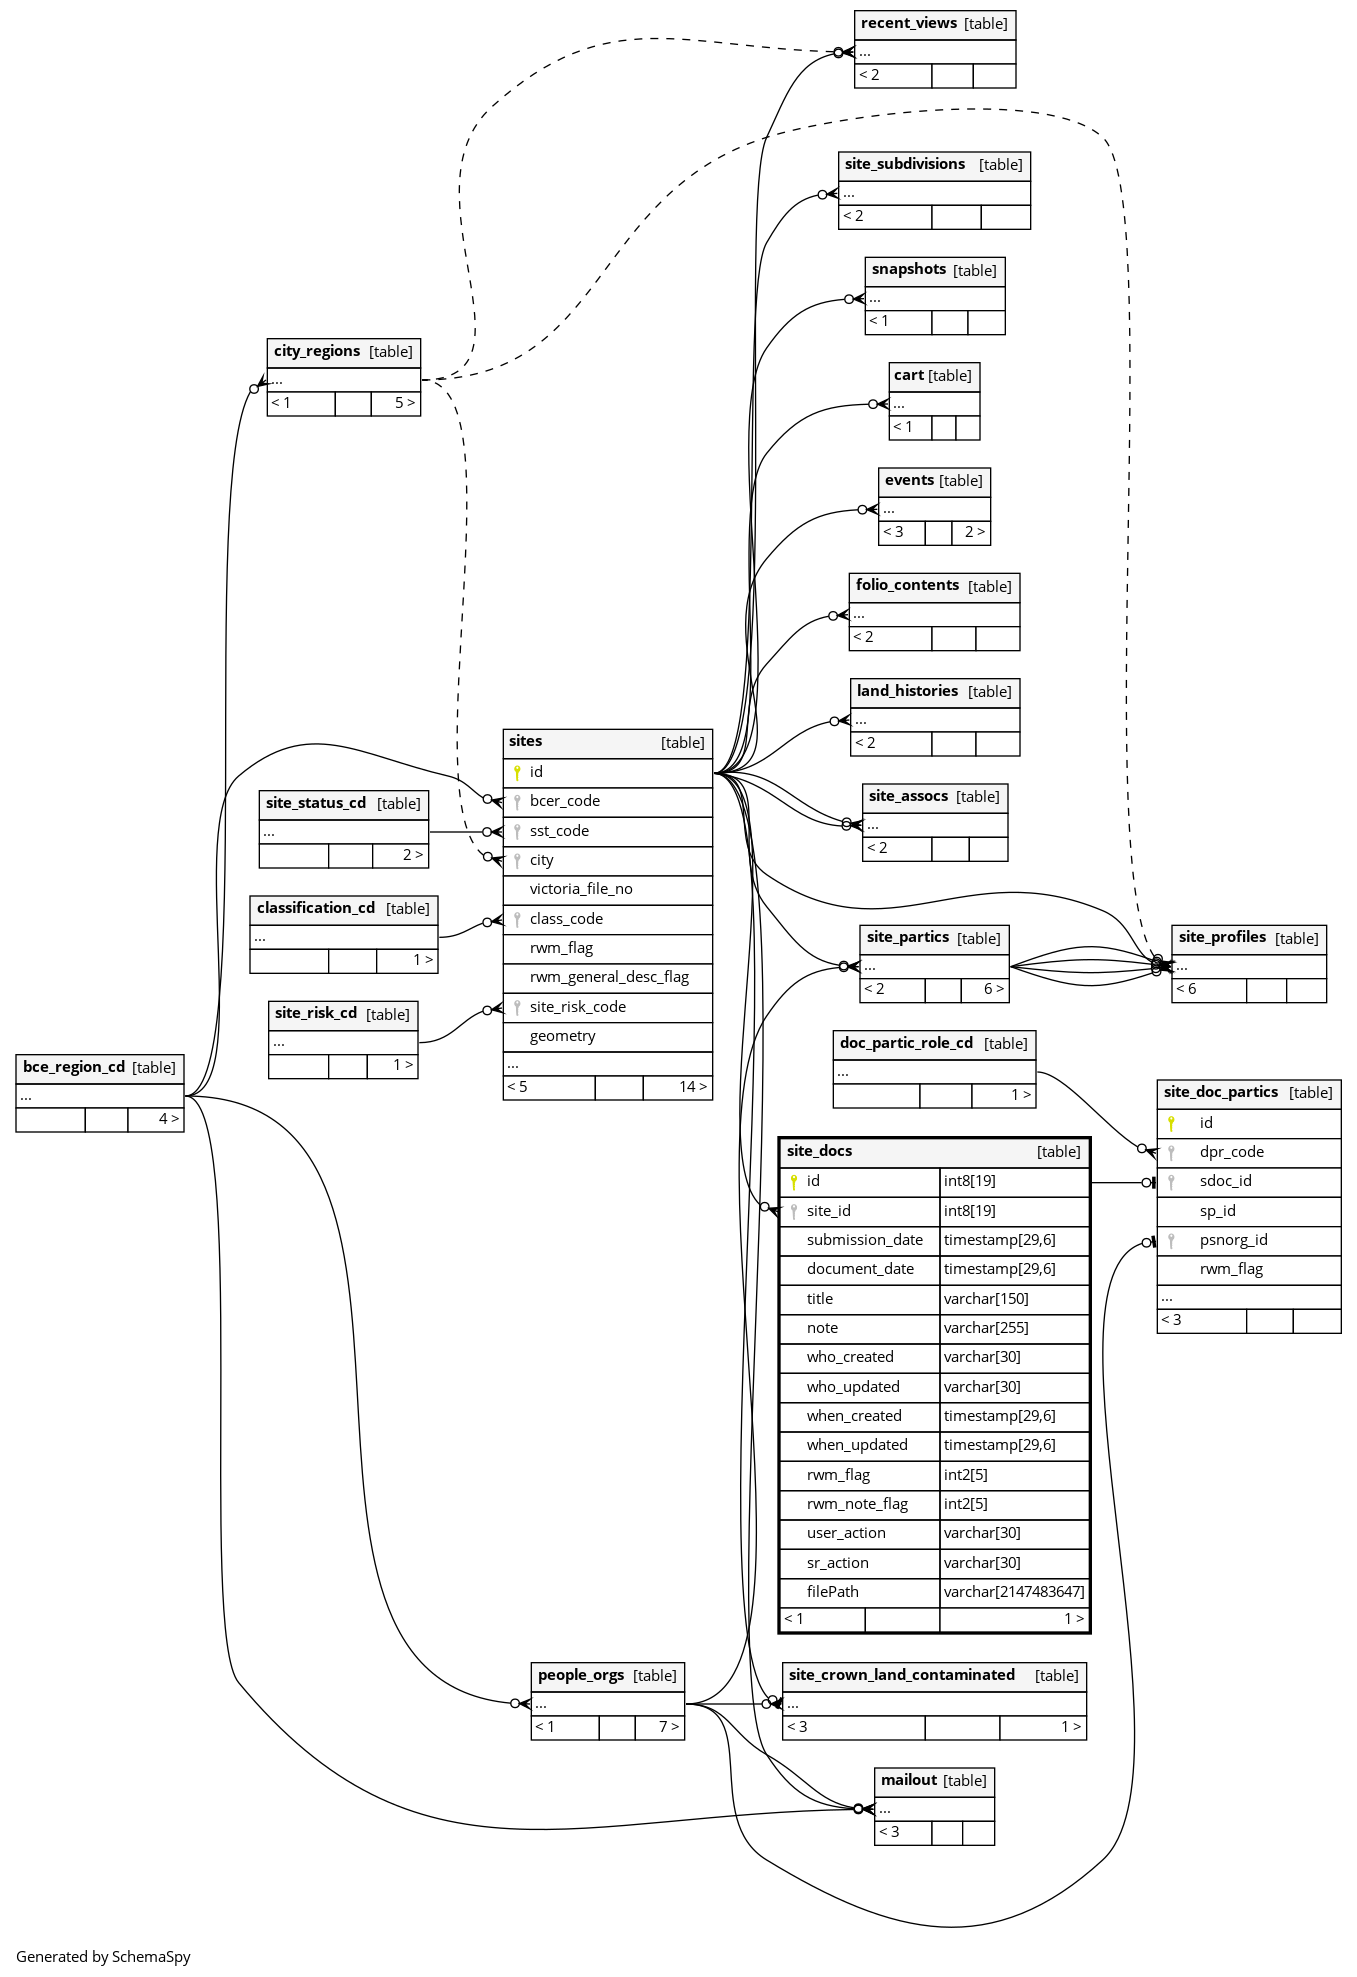 recent_views [table]
...
< 2
site_subdivisions [table]
...
< 2
snapshots [table]
...
< 1
city_regions [table]
...
< 1 5 >
cart [table]
...
< 1
events [table]
...
< 3 2 >
folio_contents [table]
...
< 2
land_histories [table]
...
< 2
sites [table]
id
bcer_code
sst_code
city
victoria_file_no
class_code
rwm_flag
rwm_general_desc_flag
site_risk_code
geometry
...
< 5 14 >
site_status_cd [table]
...
2 >
classification_cd [table]
...
1 >
site_risk_cd [table]
...
1 >
bce_region_cd [table]
...
4 >
site_assocs [table]
...
< 2
site_partics [table]
...
< 2 6 >
site_profiles [table]
...
< 6
doc_partic_role_cd [table]
...
1 >
site_doc_partics [table]
id
dpr_code
sdoc_id
sp_id
psnorg_id
rwm_flag
...
< 3
site_docs [table]
id int8[19]
site_id int8[19]
submission_date timestamp[29,6]
document_date timestamp[29,6]
title varchar[150]
note varchar[255]
who_created varchar[30]
who_updated varchar[30]
when_created timestamp[29,6]
when_updated timestamp[29,6]
rwm_flag int2[5]
rwm_note_flag int2[5]
user_action varchar[30]
sr_action varchar[30]
filePath varchar[2147483647]
< 1 1 >
people_orgs [table]
...
< 1 7 >
site_crown_land_contaminated [table]
...
< 3 1 >
mailout [table]
...
< 3
Generated by SchemaSpy